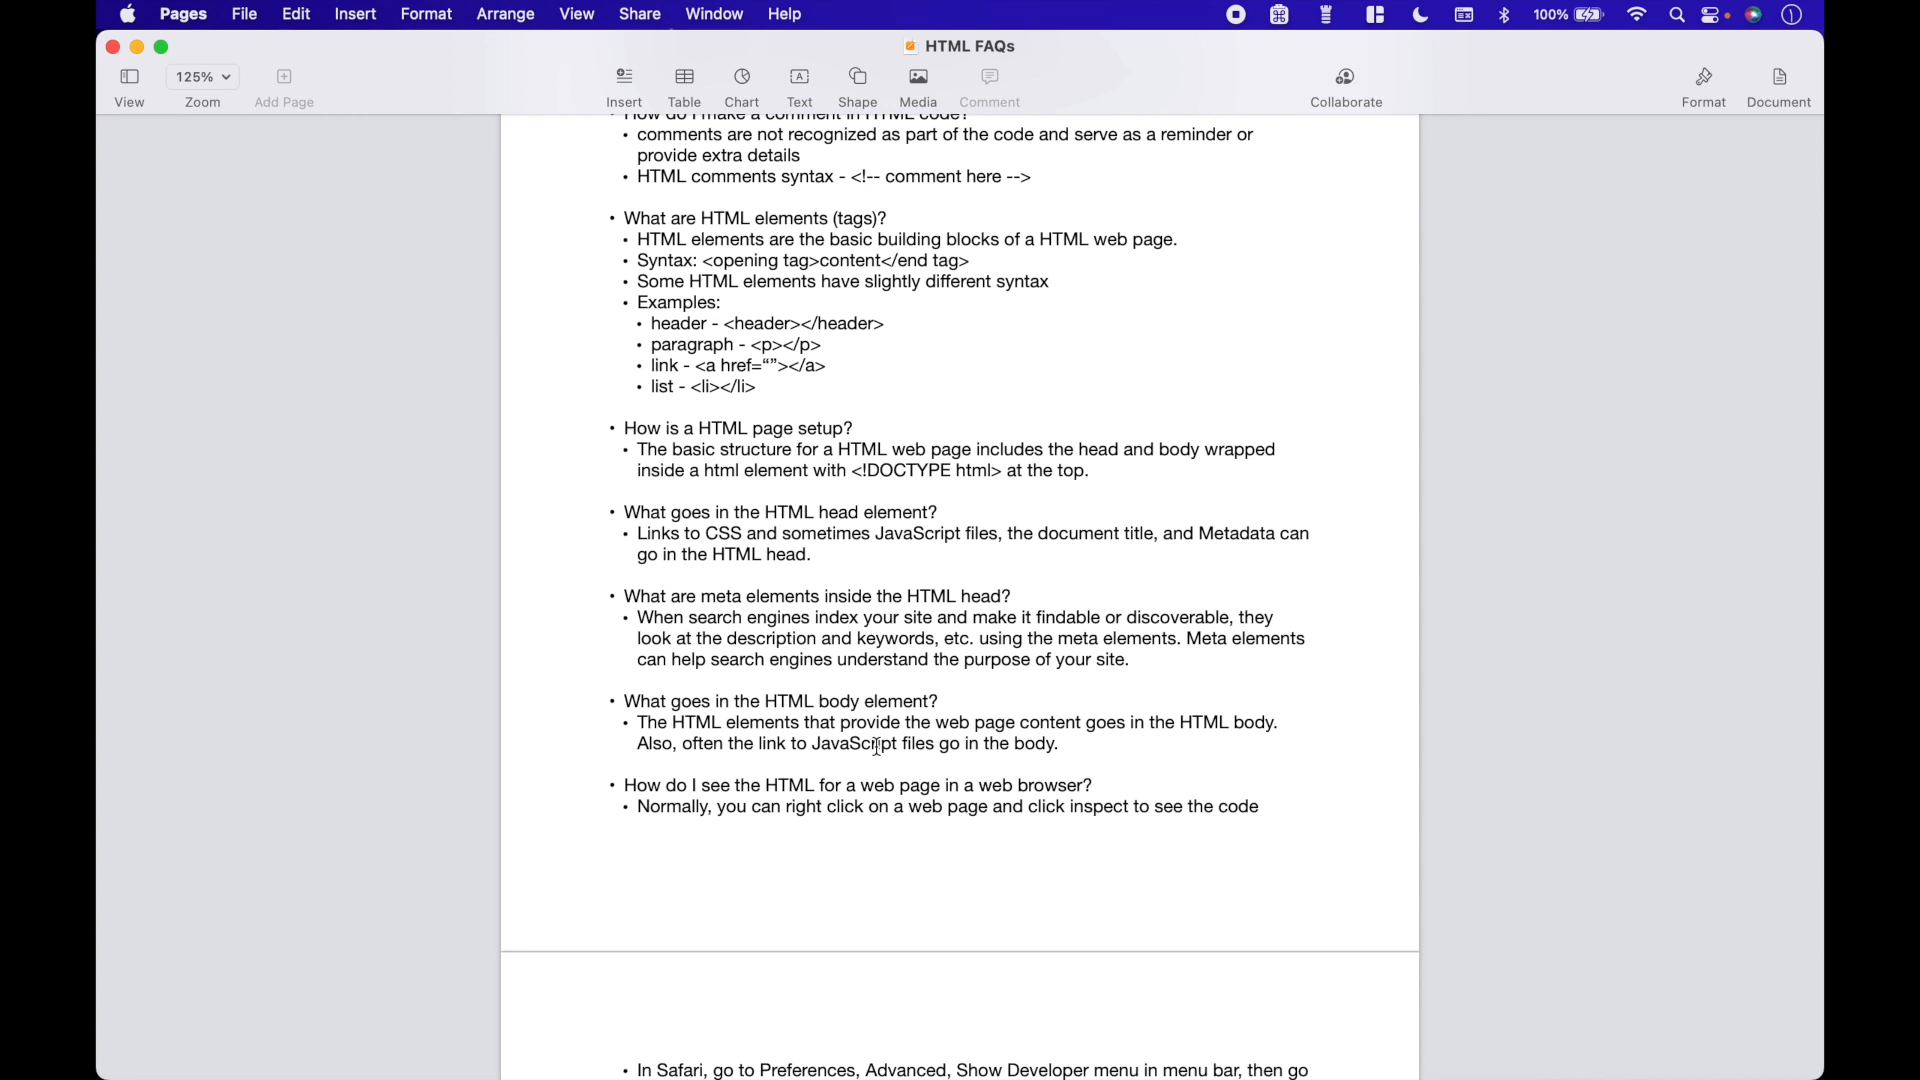 Pages File Edit Insert Format Arrange View Share Window Help 100%
HTML FAQs
125%
View Zoom Add Page Insert Table Chart Text Shape Media Comment Collaborate Format Document
• How do I make a comment in HTML code?
• comments are not recognized as part of the code and serve as a reminder or
provide extra details
• HTML comments syntax - <!-- comment here -->
• What are HTML elements (tags)?
• HTML elements are the basic building blocks of a HTML web page.
• Syntax: <opening tag>content</end tag>
• Some HTML elements have slightly different syntax
• Examples:
• header - <header></header>
• paragraph - <p></p>
• link - <a href=“”></a>
• list - <li></li>
• How is a HTML page setup?
• The basic structure for a HTML web page includes the head and body wrapped
inside a html element with <!DOCTYPE html> at the top.
• What goes in the HTML head element?
• Links to CSS and sometimes JavaScript files, the document title, and Metadata can
go in the HTML head.
• What are meta elements inside the HTML head?
• When search engines index your site and make it findable or discoverable, they
look at the description and keywords, etc. using the meta elements. Meta elements
can help search engines understand the purpose of your site.
• What goes in the HTML body element?
• The HTML elements that provide the web page content goes in the HTML body.
Also, often the link to JavaScript files go in the body.
• How do I see the HTML for a web page in a web browser?
• Normally, you can right click on a web page and click inspect to see the code
• In Safari, go to Preferences, Advanced, Show Developer menu in menu bar, then go